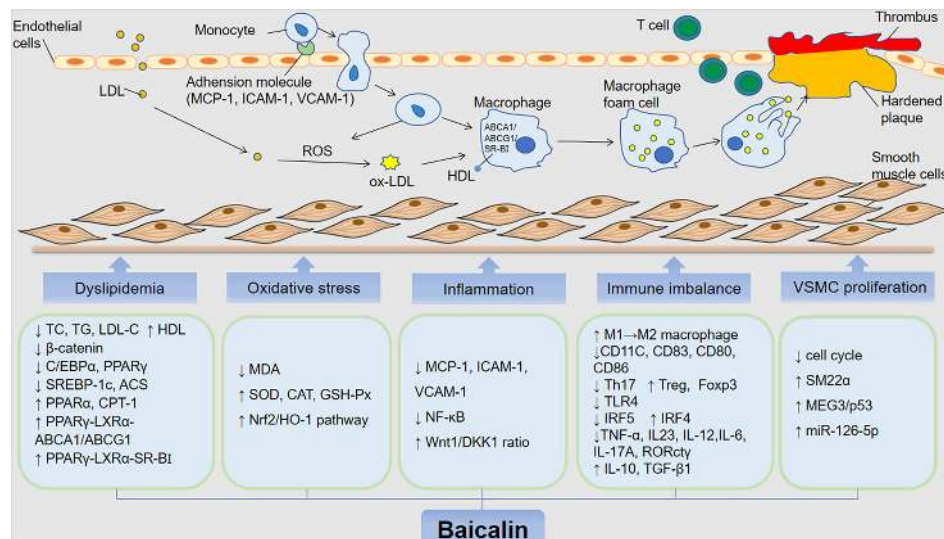 Endothelial
cells
Monocyte
T cell
Thrombus
LDL
Adhension molecule
(MCP-1, ICAM-1, VCAM-1)
Macrophage
ABCA1/
ABCG1/
SR-BI
Macrophage
foam cell
Hardened
plaque
ROS
ox-LDL
HDL
Smooth
muscle cells
Dyslipidemia
↓ TC, TG, LDL-C ↑ HDL
↓ β-catenin
↓ C/EBPα, PPARγ
↓ SREBP-1c, ACS
↑ PPARα, CPT-1
↑ PPARγ-LXRα-
ABCA1/ABCG1
↑ PPARγ-LXRα-SR-BI
Oxidative stress
↓ MDA
↑ SOD, CAT, GSH-Px
↑ Nrf2/HO-1 pathway
Inflammation
↓ MCP-1, ICAM-1,
VCAM-1
↓ NF-κB
↑ Wnt1/DKK1 ratio
Immune imbalance
↑ M1→M2 macrophage
↓CD11C, CD83, CD80,
CD86
↓ Th17 ↑ Treg, Foxp3
↓ TLR4
↓ IRF5 ↑ IRF4
↓TNF-α, IL23, IL-12,IL-6,
IL-17A, RORctγ
↑ IL-10, TGF-β1
VSMC proliferation
↓ cell cycle
↑ SM22α
↑ MEG3/p53
↑ miR-126-5p
Baicalin